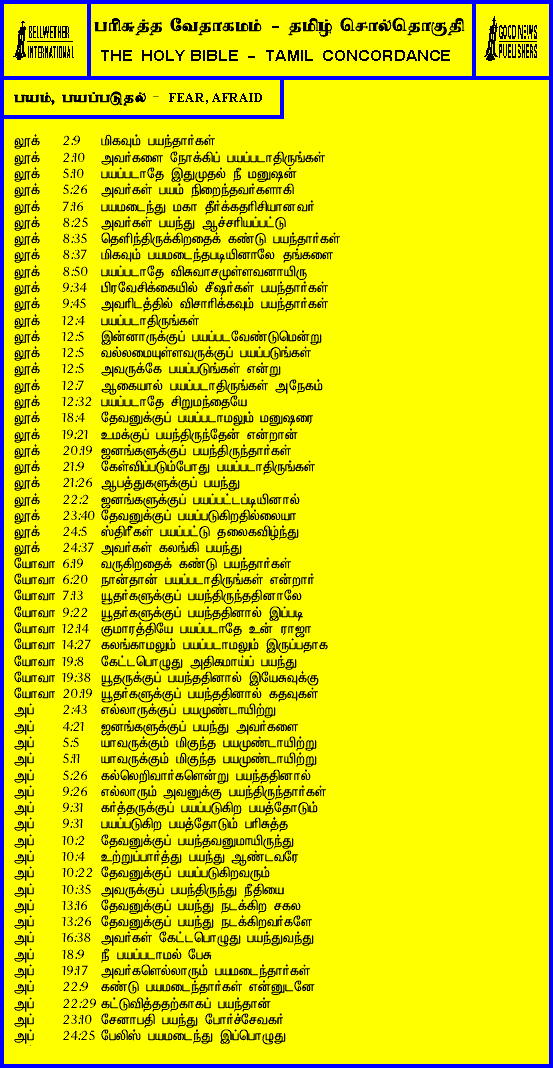 BELLWETHER
INTERNATIONAL
பரிசுத்த வேதாகமம் - தமிழ் சொல்தொகுதி
THE HOLY BIBLE - TAMIL CONCORDANCE
GOOD NEWS
PUBLISHERS
பயம், பயப்படுதல் - FEAR, AFRAID
லூக் 2:9 மிகவும் பயந்தார்கள்
லூக் 2:10 அவர்களை நோக்கிப் பயப்படாதிருங்கள்
லூக் 5:10 பயப்படாதே இதுமுதல் நீ மனுஷன்
லூக் 5:26 அவர்கள் பயம் நிறைந்தவர்களாகி
லூக் 7:16 பயமடைந்து மகா தீர்க்கதரிசியானவர்
லூக் 8:25 அவர்கள் பயந்து ஆச்சரியப்பட்டு
லூக் 8:35 தெளிந்திருக்கிறதைக் கண்டு பயந்தார்கள்
லூக் 8:37 மிகவும் பயமடைந்தபடியினாலே தங்களை
லூக் 8:50 பயப்படாதே விசுவாசமுள்ளவனாயிரு
லூக் 9:34 பிரவேசிக்கையில் சீஷர்கள் பயந்தார்கள்
லூக் 9:45 அவரிடத்தில் விசாரிக்கவும் பயந்தார்கள்
லூக் 12:4 பயப்படாதிருங்கள்
லூக் 12:5 இன்னாருக்குப் பயப்படவேண்டுமென்று
லூக் 12:5 வல்லமையுள்ளவருக்குப் பயப்படுங்கள்
லூக் 12:5 அவருக்கே பயப்படுங்கள் என்று
லூக் 12:7 ஆகையால் பயப்படாதிருங்கள் அநேகம்
லூக் 12:32 பயப்படாதே சிறுமந்தையே
லூக் 18:4 தேவனுக்குப் பயப்படாமலும் மனுஷரை
லூக் 19:21 உமக்குப் பயந்திருந்தேன் என்றான்
லூக் 20:19 ஜனங்களுக்குப் பயந்திருந்தார்கள்
லூக் 21:9 கேள்விப்படும்போது பயப்படாதிருங்கள்
லூக் 21:26 ஆபத்துகளுக்குப் பயந்து
லூக் 22:2 ஜனங்களுக்குப் பயப்பட்டபடியினால்
லூக் 23:40 தேவனுக்குப் பயப்படுகிறதில்லையா
லூக் 24:5 ஸ்திரீகள் பயப்பட்டு தலைகவிழ்ந்து
லூக் 24:37 அவர்கள் கலங்கி பயந்து
யோவா 6:19 வருகிறதைக் கண்டு பயந்தார்கள்
யோவா 6:20 நான்தான் பயப்படாதிருங்கள் என்றார்
யோவா 7:13 யூதர்களுக்குப் பயந்திருந்ததினாலே
யோவா 9:22 யூதர்களுக்குப் பயந்ததினால் இப்படி
யோவா 12:14 குமாரத்தியே பயப்படாதே உன் ராஜா
யோவா 14:27 கலங்காமலும் பயப்படாமலும் இருப்பதாக
யோவா 19:8 கேட்டபொழுது அதிகமாய்ப் பயந்து
யோவா 19:38 யூதருக்குப் பயந்ததினால் இயேசுவுக்கு
யோவா 20:19 யூதர்களுக்குப் பயந்ததினால் கதவுகள்
அப் 2:43 எல்லாருக்கும் பயமுண்டாயிற்று
அப் 4:21 ஜனங்களுக்குப் பயந்து அவர்களை
அப் 5:5 யாவருக்கும் மிகுந்த பயமுண்டாயிற்று
அப் 5:11 யாவருக்கும் மிகுந்த பயமுண்டாயிற்று
அப் 5:26 கல்லெறிவார்களென்று பயந்ததினால்
அப் 9:26 எல்லாரும் அவனுக்கு பயந்திருந்தார்கள்
அப் 9:31 கர்த்தருக்குப் பயப்படுகிற பயத்தோடும்
அப் 9:31 பயப்படுகிற பயத்தோடும் பரிசுத்த
அப் 10:2 தேவனுக்குப் பயந்தவனுமாயிருந்து
அப் 10:4 உற்றுப்பார்த்து பயந்து ஆண்டவரே
அப் 10:22 தேவனுக்குப் பயப்படுகிறவரும்
அப் 10:35 அவருக்குப் பயந்திருந்து நீதியை
அப் 13:16 தேவனுக்குப் பயந்து நடக்கிற சகல
அப் 13:26 தேவனுக்குப் பயந்து நடக்கிறவர்களே
அப் 16:38 அவர்கள் கேட்டபொழுது பயந்துவந்து
அப் 18:9 நீ பயப்படாமல் பேசு
அப் 19:17 அவர்களெல்லாரும் பயமடைந்தார்கள்
அப் 22:9 கண்டு பயமடைந்தார்கள் என்னுடனே
அப் 22:29 கட்டுவித்ததற்காகப் பயந்தான்
அப் 23:10 சேனாபதி பயந்து போர்ச்சேவகர்
அப் 24:25 பேலிஸ் பயமடைந்து இப்பொழுது